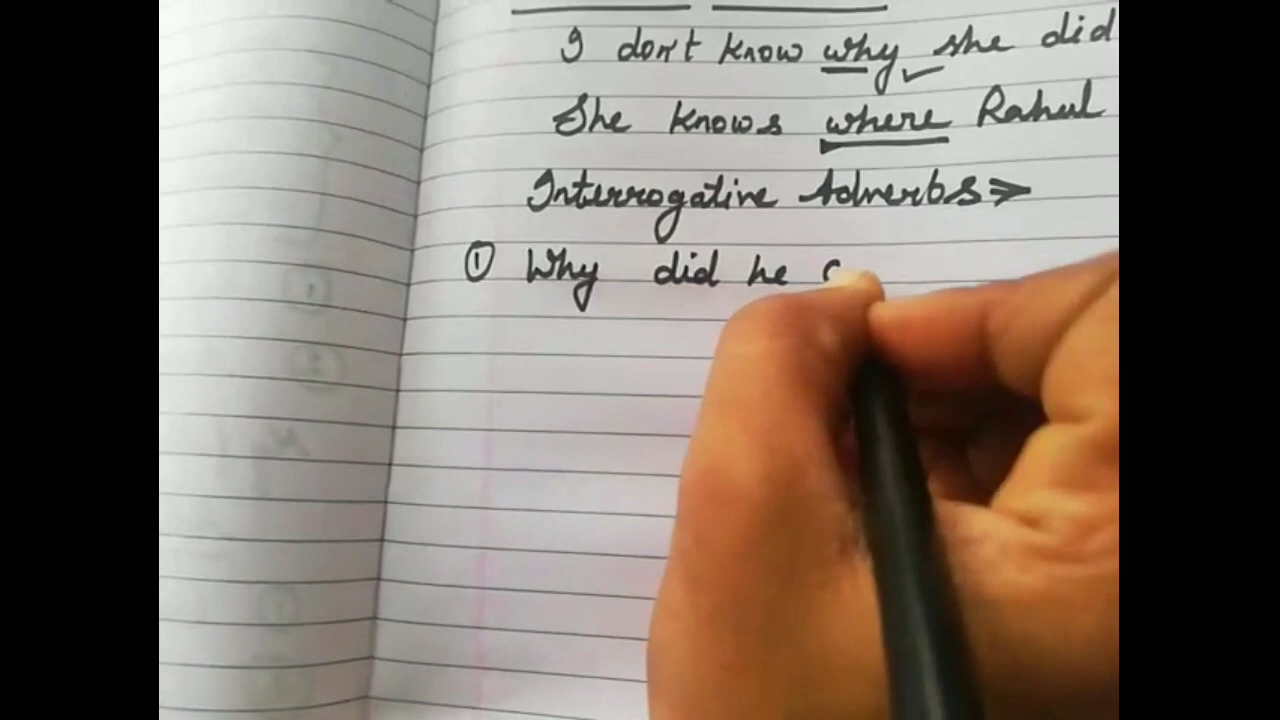 I don't know why she did
She knows where Rahul
Interrogative Adverbs ⇒
① Why did he